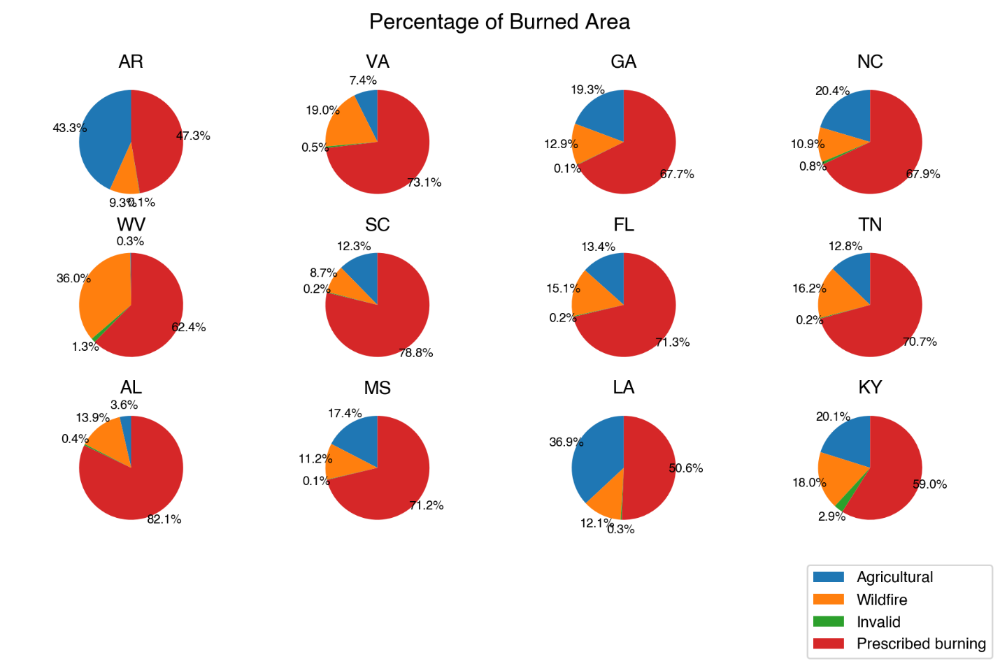 Percentage of Burned Area
AR
43.3%
47.3%
9.3%
0.1%
VA
7.4%
19.0%
0.5%
73.1%
GA
19.3%
12.9%
0.1%
67.7%
NC
20.4%
10.9%
0.8%
67.9%
WV
0.3%
36.0%
1.3%
62.4%
SC
12.3%
8.7%
0.2%
78.8%
FL
13.4%
15.1%
0.2%
71.3%
TN
12.8%
16.2%
0.2%
70.7%
AL
3.6%
13.9%
0.4%
82.1%
MS
17.4%
11.2%
0.1%
71.2%
LA
36.9%
50.6%
12.1%
0.3%
KY
20.1%
18.0%
2.9%
59.0%
Agricultural
Wildfire
Invalid
Prescribed burning